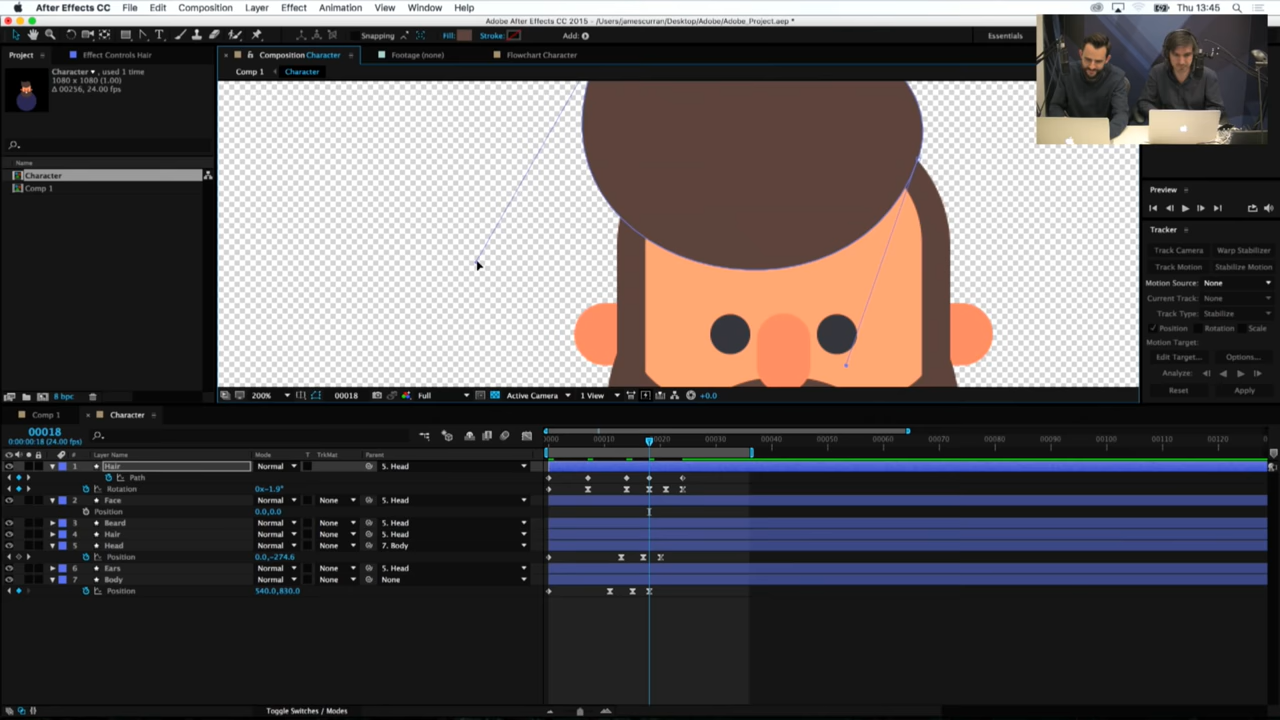 After Effects CC File Edit Composition Layer Effect Animation View Window Help Thu 13:45
Adobe After Effects CC 2015 - /Users/jamescurran/Desktop/Adobe/Adobe_Project.aep *
Snapping Fill: Stroke: Add: Essentials
Project Effect Controls Hair Composition Character Footage (none) Flowchart Character
Comp 1 Character
Character, used 1 time
1080 x 1080 (1.00)
Δ 00256, 24.00 fps
Name
Character
Comp 1
Preview
Tracker
Track Camera Warp Stabilizer
Track Motion Stabilize Motion
Motion Source: None
Current Track: None
Track Type: Stabilize
Position Rotation Scale
Motion Target:
Edit Target... Options...
Analyze:
Reset Apply
8 bpc 200% 00018 Full Active Camera 1 View +0.0
Comp 1 Character
00018
0:00:00:18 (24.00 fps)
0000 00010 00020 00030 00040 00050 00060 00070 00080 00090 00100 00110 00120
# Layer Name Mode T TrkMat Parent
1 Hair Normal 5. Head
Path
Rotation 0x-1.9°
2 Face Normal None 5. Head
Position 0.0,0.0
3 Beard Normal None 5. Head
4 Hair Normal None 5. Head
5 Head Normal None 7. Body
Position 0.0,-274.6
6 Ears Normal None 5. Head
7 Body Normal None None
Position 540.0,830.0
Toggle Switches / Modes